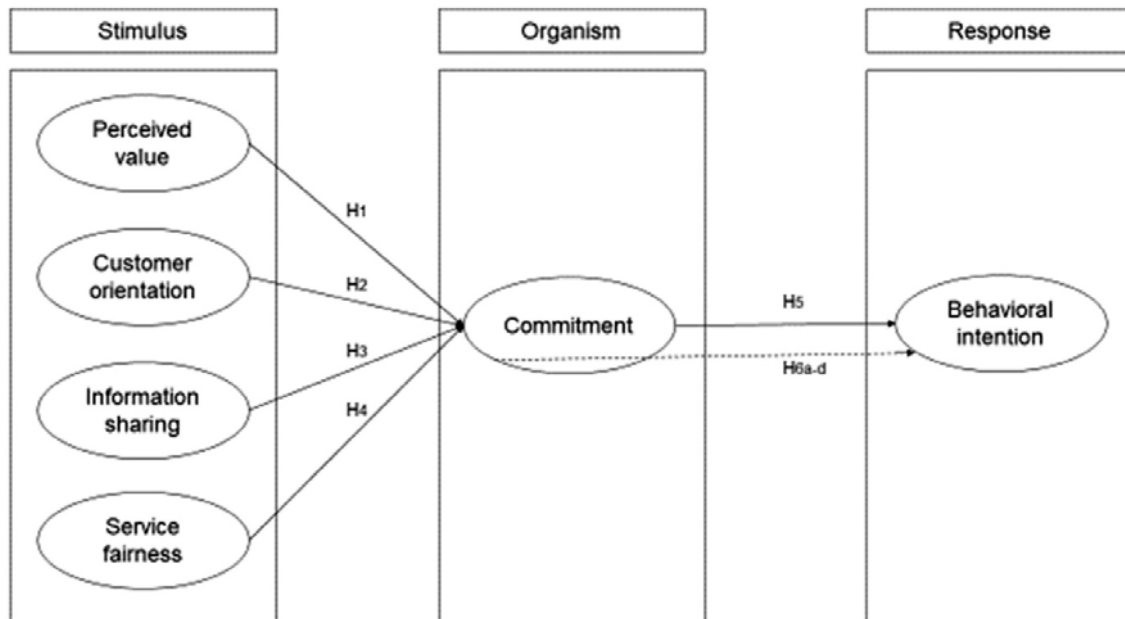 Stimulus
Organism
Response
Perceived
value
Customer
orientation
Information
sharing
Service
fairness
H1
H2
H3
H4
Commitment
H5
H6a-d
Behavioral
intention